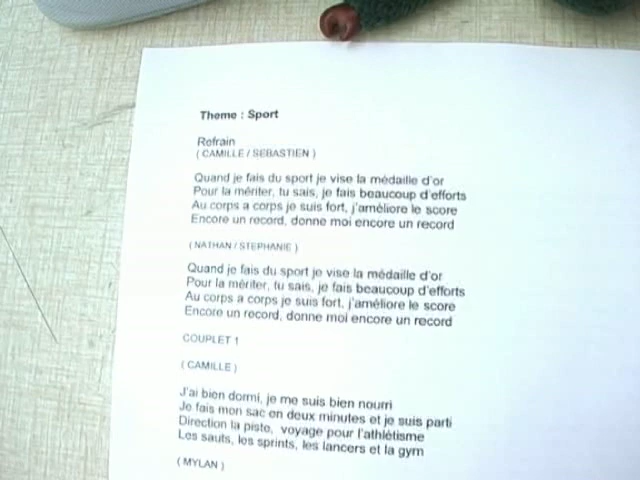 Theme : Sport
Refrain
( CAMILLE / SEBASTIEN )
Quand je fais du sport je vise la médaille d'or
Pour la mériter, tu sais, je fais beaucoup d'efforts
Au corps a corps je suis fort, j'améliore le score
Encore un record, donne moi encore un record
( NATHAN / STEPHANIE )
Quand je fais du sport je vise la médaille d'or
Pour la mériter, tu sais, je fais beaucoup d'efforts
Au corps a corps je suis fort, j'améliore le score
Encore un record, donne moi encore un record
COUPLET 1
( CAMILLE )
J'ai bien dormi, je me suis bien nourri
Je fais mon sac en deux minutes et je suis parti
Direction la piste, voyage pour l'athlétisme
Les sauts, les sprints, les lancers et la gym
( MYLAN )